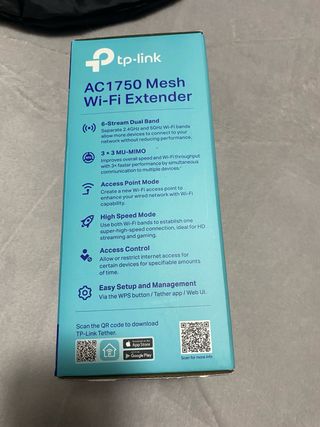 tp-link
AC1750 Mesh
Wi-Fi Extender
6-Stream Dual Band
Separate 2.4GHz and 5GHz Wi-Fi bands
allow more devices to connect to your
network without reducing performance.
3 × 3 MU-MIMO
Improves overall speed and Wi-Fi throughput
with 3× faster performance by simultaneous
communication to multiple devices.
Access Point Mode
Create a new Wi-Fi access point to
enhance your wired network with Wi-Fi
capability.
High Speed Mode
Use both Wi-Fi bands to establish one
super-high-speed connection, ideal for HD
streaming and gaming.
Access Control
Allow or restrict internet access for
certain devices for specifiable amounts
of time.
Easy Setup and Management
Via the WPS button / Tether app / Web UI.
Scan the QR code to download
TP-Link Tether.
App Store
Google Play
Scan for more info